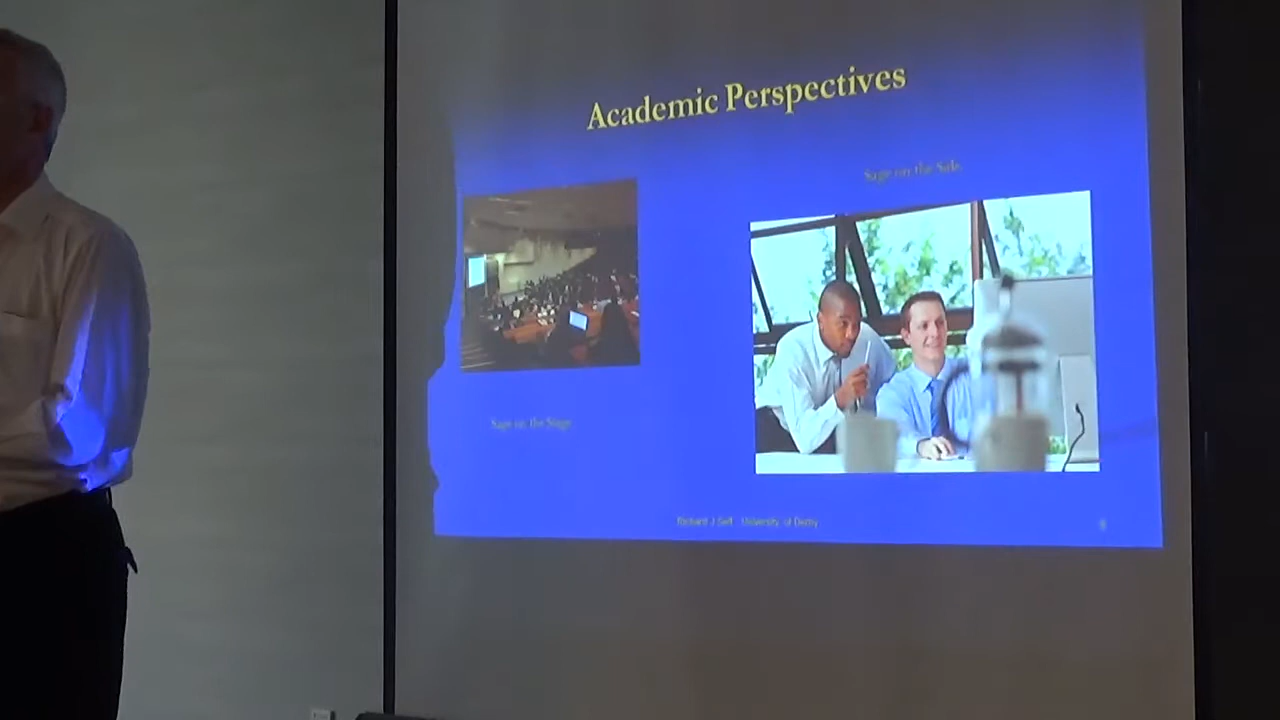 Academic Perspectives
Sage on the Side
Sage on the Stage
Richard J Self University of Derby